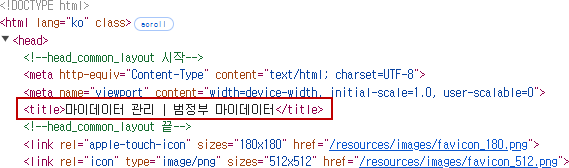 <!DOCTYPE html>
<html lang="ko" class> scroll
<head>
<!--head_common_layout 시작-->
<meta http-equiv="Content-Type" content="text/html; charset=UTF-8">
<meta name="viewport" content="width=device-width, initial-scale=1.0, user-scalable=0">
<title>마이데이터 관리 | 범정부 마이데이터</title>
<!--head_common_layout 끝-->
<link rel="apple-touch-icon" sizes="180x180" href="/resources/images/favicon_180.png">
<link rel="icon" type="image/png" sizes="512x512" href="/resources/images/favicon_512.png">